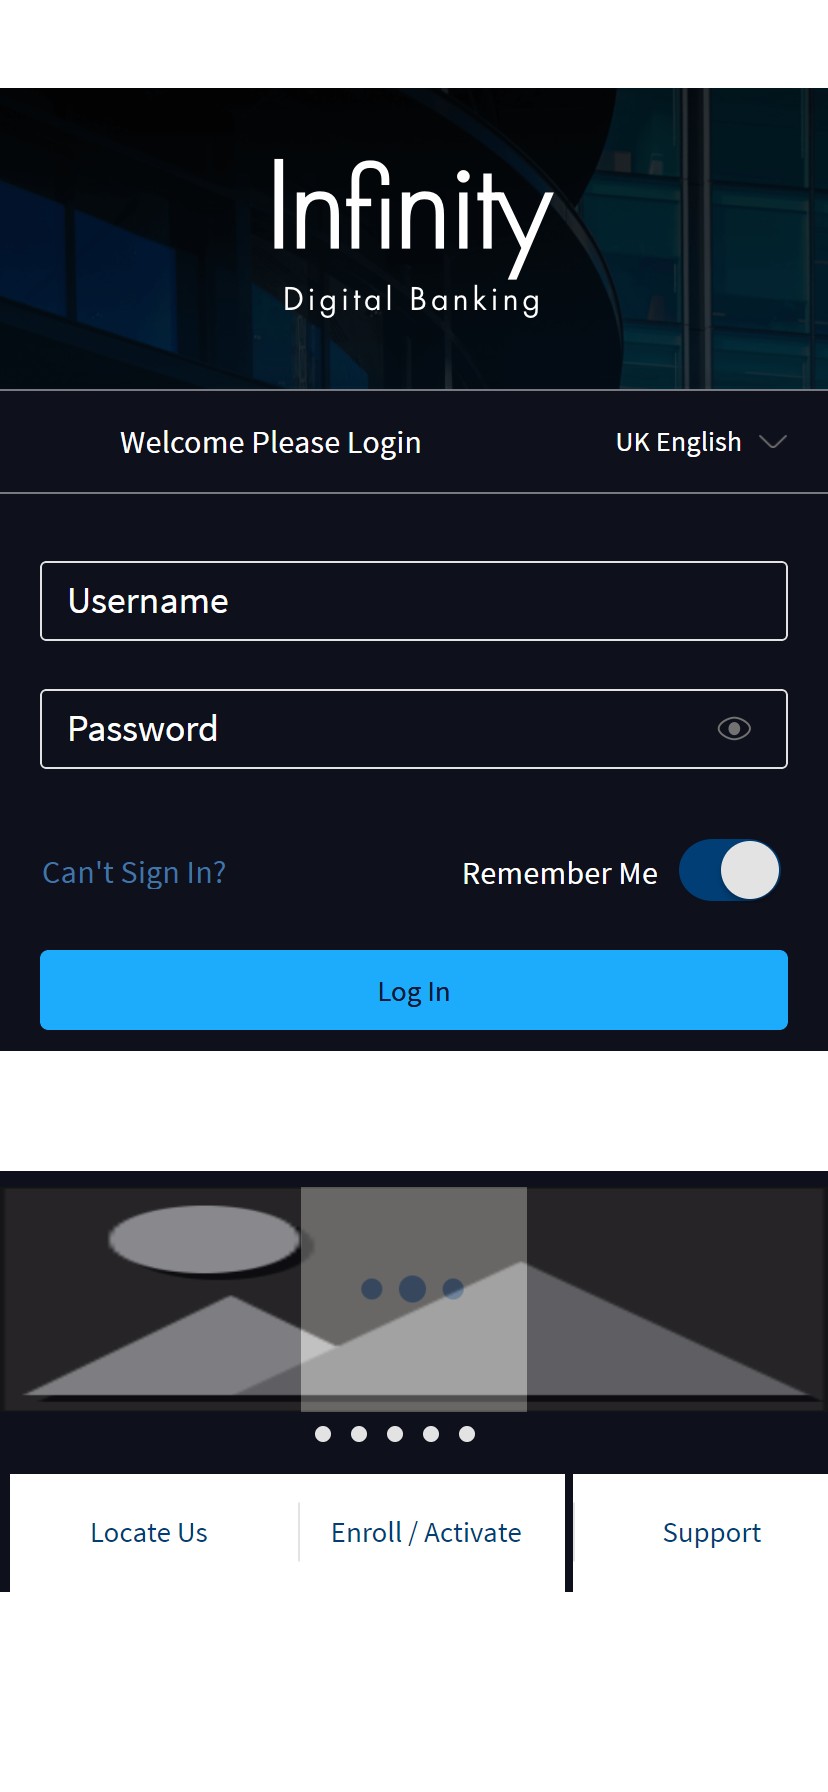 Infinity
Digital Banking
Welcome Please Login
UK English
Username
Password
Can't Sign In?
Remember Me
Log In
Locate Us
Enroll / Activate
Support